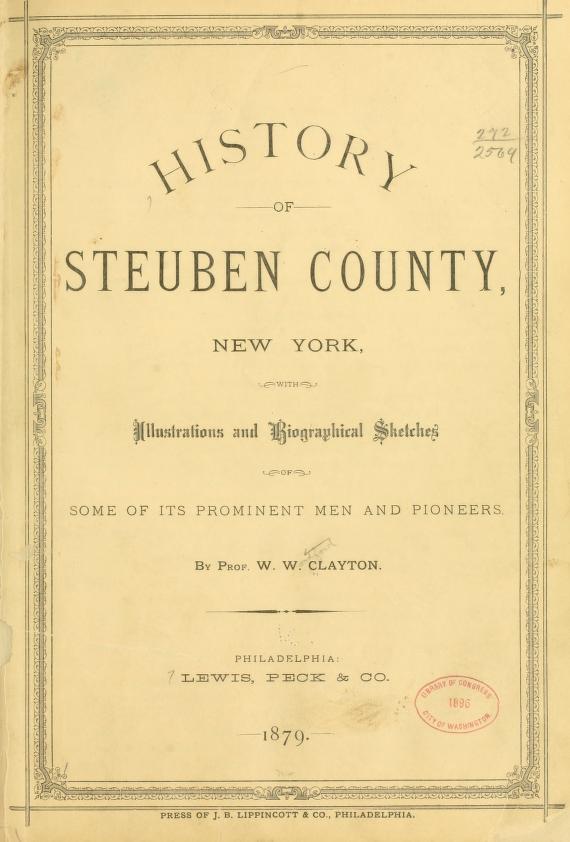 HISTORY
OF
STEUBEN COUNTY,
NEW YORK,
WITH
Illustrations and Biographical Sketches
OF
SOME OF ITS PROMINENT MEN AND PIONEERS.
BY PROF. W. W. CLAYTON.
PHILADELPHIA:
LEWIS, PECK & CO.
1879.
LIBRARY OF CONGRESS
1896
CITY OF WASHINGTON
PRESS OF J. B. LIPPINCOTT & CO., PHILADELPHIA.